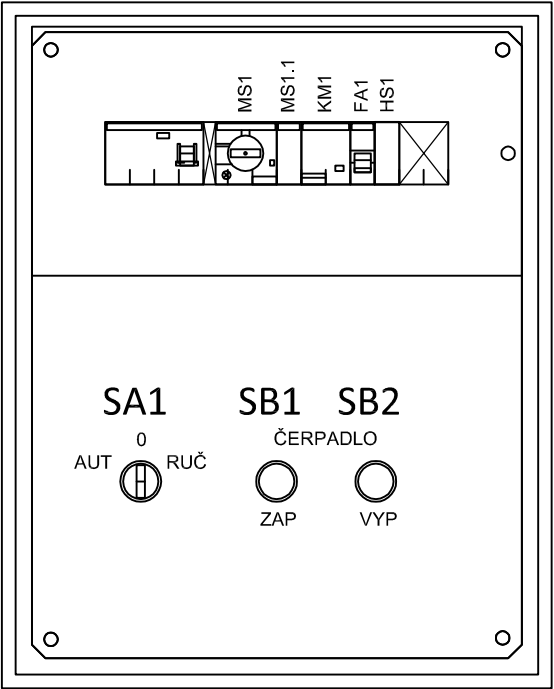 MS1
MS1.1
KM1
FA1
HS1
SA1 SB1 SB2
0 ČERPADLO
AUT RUČ
ZAP VYP